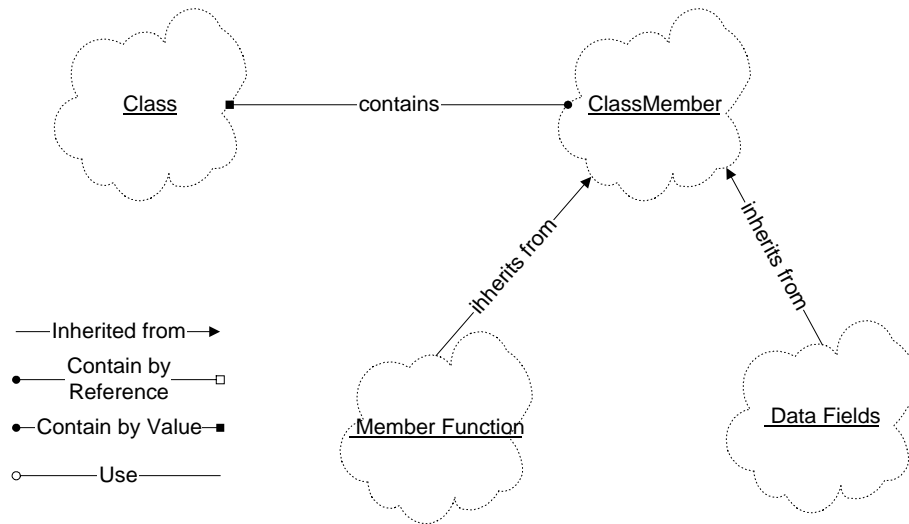 Class
contains
ClassMember
ihherits from
inherits from
Inherited from
Contain by
Reference
Contain by Value
Use
Member Function
Data Fields